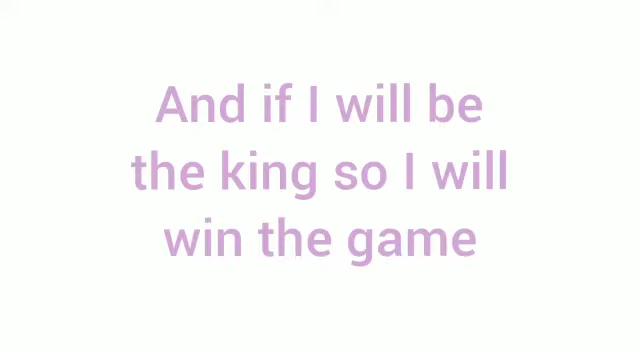 And if I will be
the king so I will
win the game